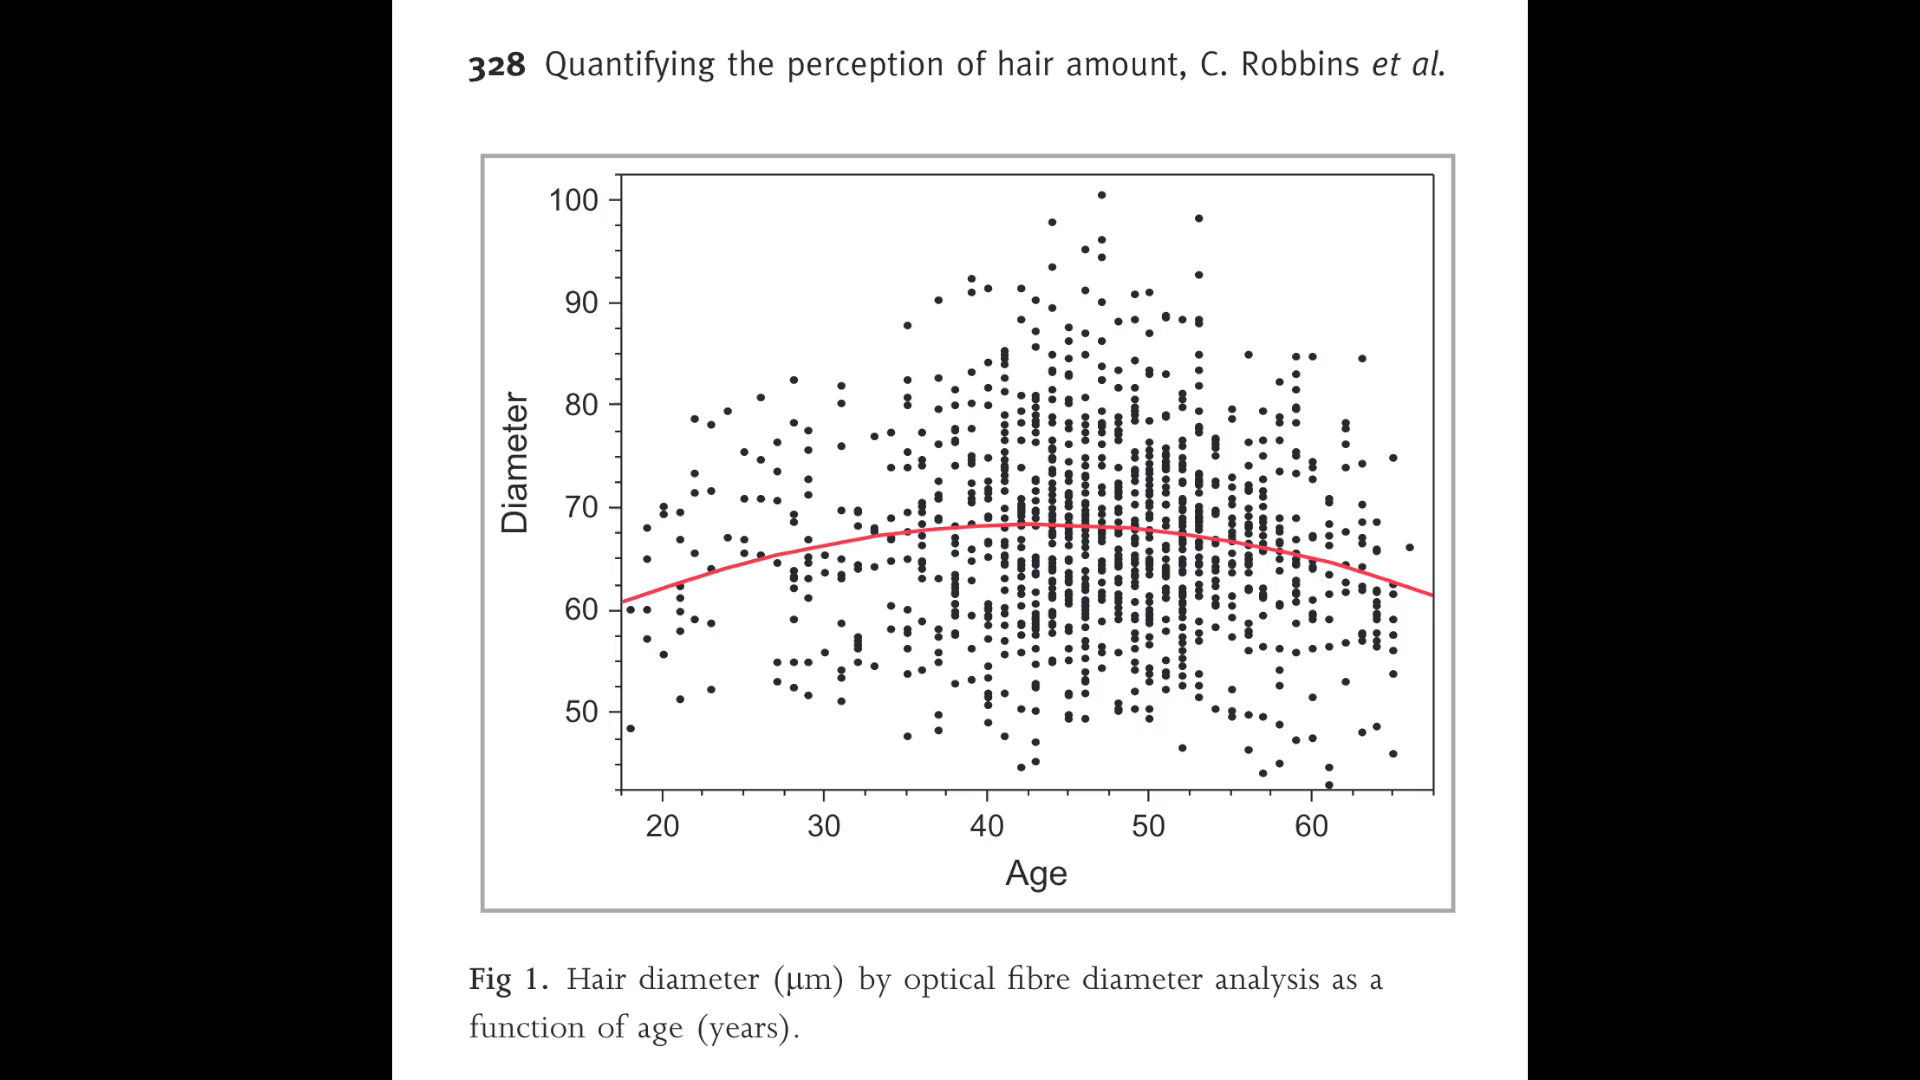 328 Quantifying the perception of hair amount, C. Robbins et al.
100
90
80
70
60
50
Diameter
20 30 40 50 60
Age
Fig 1. Hair diameter (μm) by optical fibre diameter analysis as a
function of age (years).